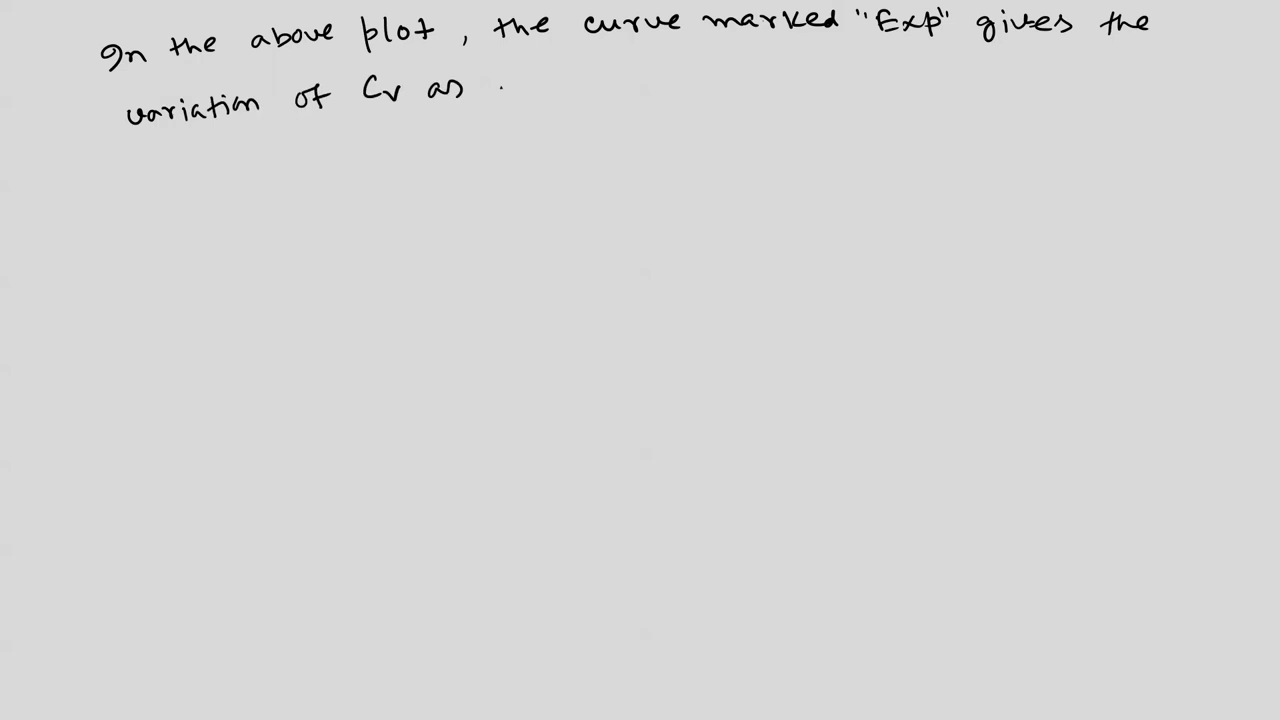 In the above plot, the curve marked "Exp" gives the
variation of Cv as